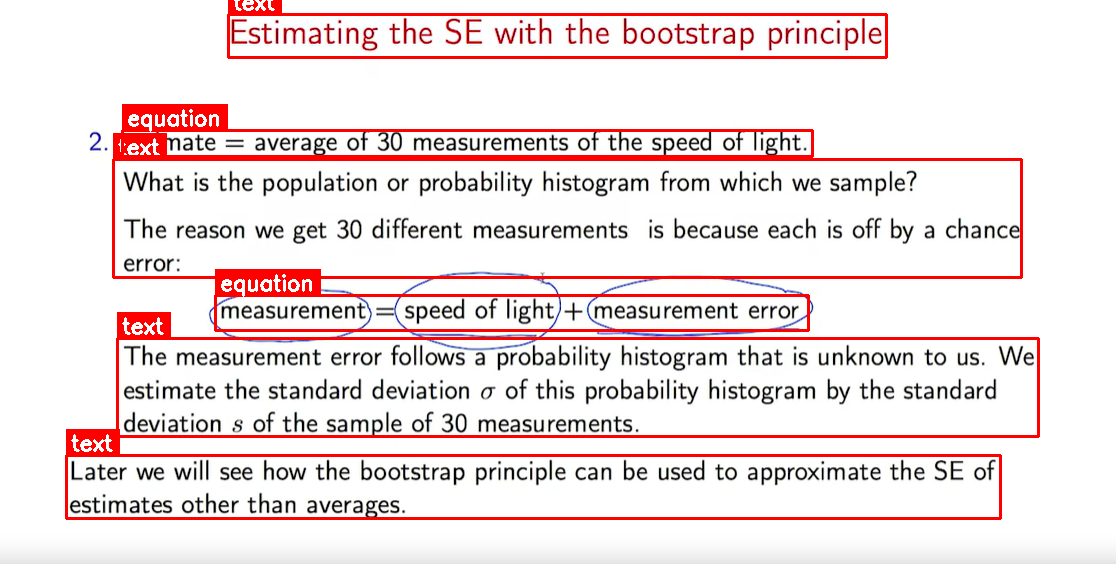 text
Estimating the SE with the bootstrap principle
equation
2. mate = average of 30 measurements of the speed of light.
text
What is the population or probability histogram from which we sample?
The reason we get 30 different measurements is because each is off by a chance
error:
equation
measurement = speed of light + measurement error
text
The measurement error follows a probability histogram that is unknown to us. We
estimate the standard deviation σ of this probability histogram by the standard
deviation s of the sample of 30 measurements.
text
Later we will see how the bootstrap principle can be used to approximate the SE of
estimates other than averages.